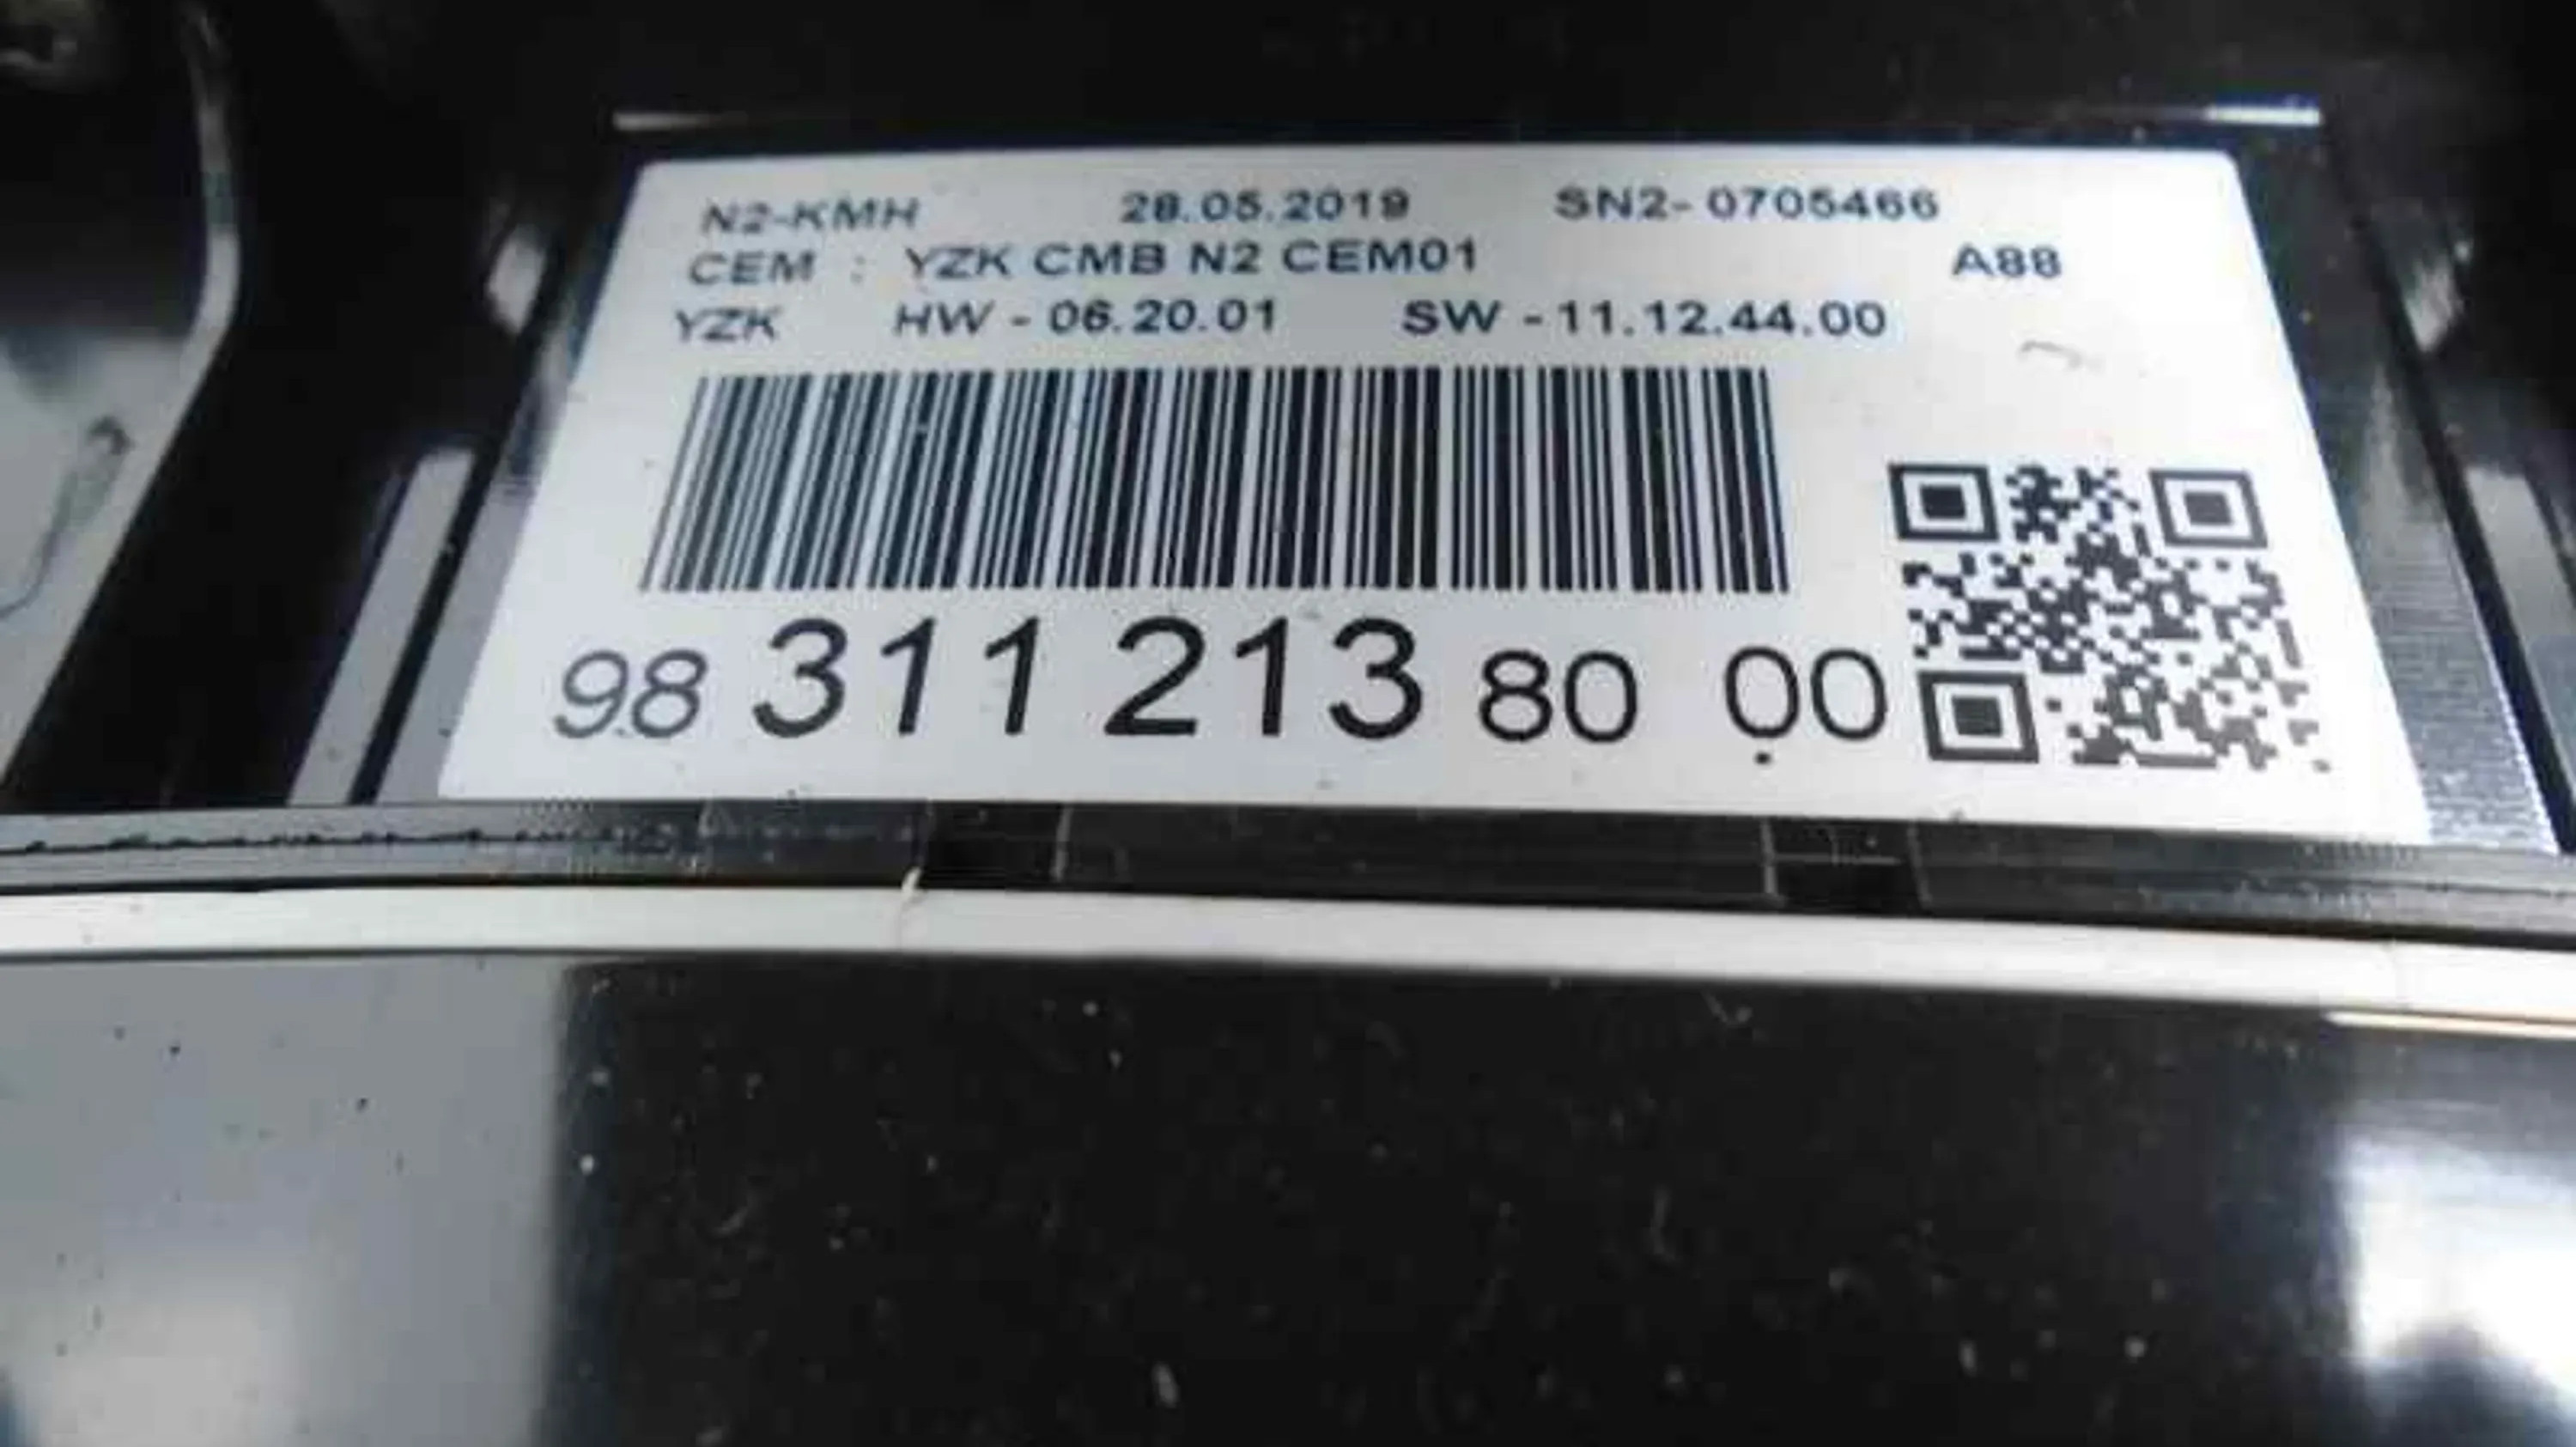 N2-KMH 28.05.2019 SN2-0705466
CEM : YZK CMB N2 CEM01 A88
YZK HW - 06.20.01 SW - 11.12.44.00
98 311 213 80 00